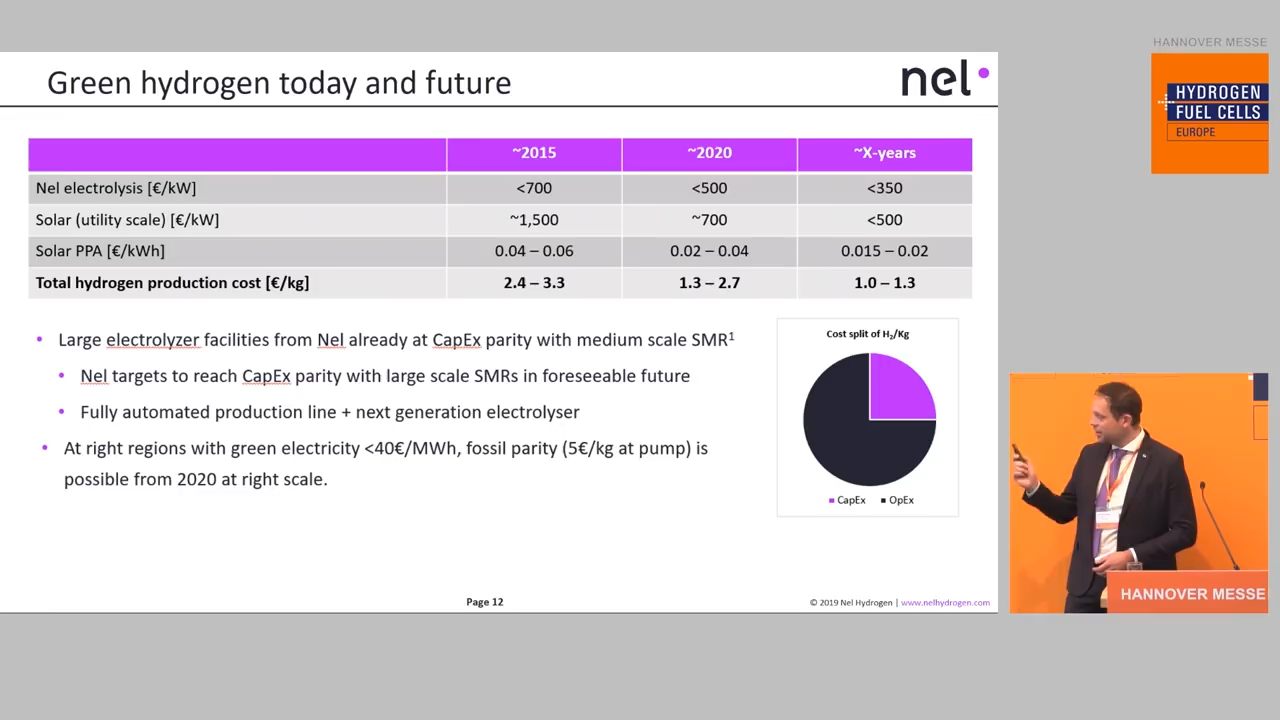 HANNOVER MESSE
Green hydrogen today and future
nel
HYDROGEN
FUEL CELLS
EUROPE
~2015 ~2020 ~X-years
Nel electrolysis [€/kW] <700 <500 <350
Solar (utility scale) [€/kW] ~1,500 ~700 <500
Solar PPA [€/kWh] 0.04 – 0.06 0.02 – 0.04 0.015 – 0.02
Total hydrogen production cost [€/kg] 2.4 – 3.3 1.3 – 2.7 1.0 – 1.3
• Large electrolyzer facilities from Nel already at CapEx parity with medium scale SMR¹
• Nel targets to reach CapEx parity with large scale SMRs in foreseeable future
• Fully automated production line + next generation electrolyser
• At right regions with green electricity <40€/MWh, fossil parity (5€/kg at pump) is
possible from 2020 at right scale.
Cost split of H₂/Kg
CapEx OpEx
Page 12
© 2019 Nel Hydrogen | www.nelhydrogen.com
HANNOVER MESSE